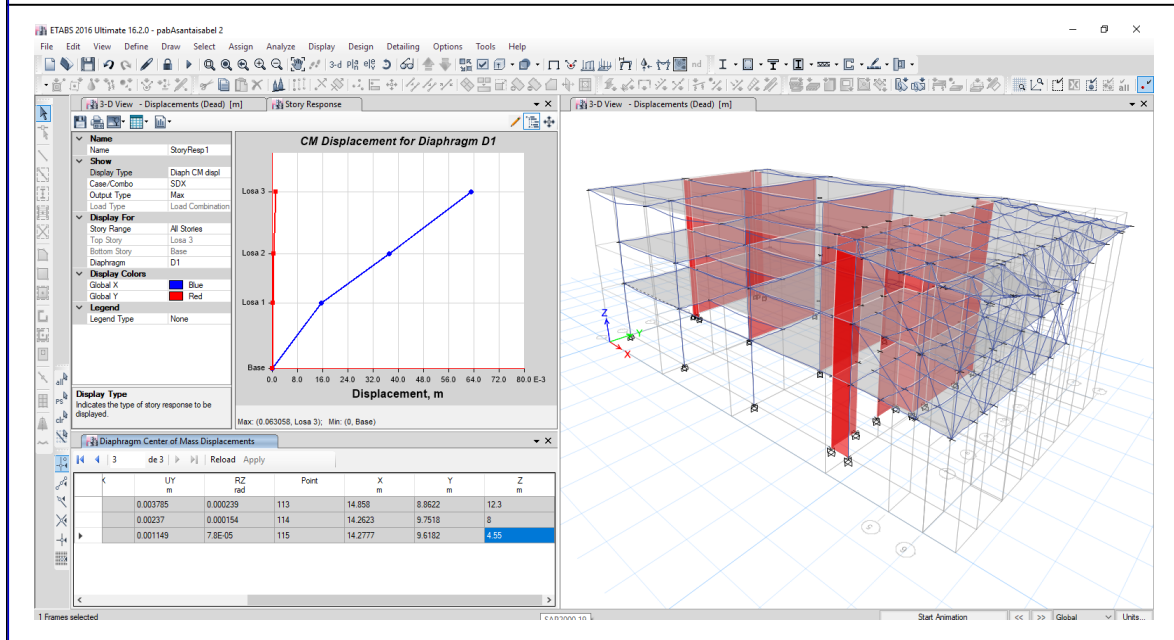 ETABS 2016 Ultimate 16.2.0 - pabAsantaisabel 2
File Edit View Define Draw Select Assign Analyze Display Design Detailing Options Tools Help
3-d
nd
all
3-D View - Displacements (Dead) [m]
Story Response
3-D View - Displacements (Dead) [m]
Name
Name StoryResp1
Show
Display Type Diaph CM displ
Case/Combo SDX
Output Type Max
Load Type Load Combination
Display For
Story Range All Stories
Top Story Losa 3
Bottom Story Base
Diaphragm D1
Display Colors
Global X Blue
Global Y Red
Legend
Legend Type None
Display Type
Indicates the type of story response to be
displayed.
all
ps
clr
CM Displacement for Diaphragm D1
Losa 3
Losa 2
Losa 1
Base
0.0 8.0 16.0 24.0 32.0 40.0 48.0 56.0 64.0 72.0 80.0 E-3
Displacement, m
Max: (0.063058, Losa 3); Min: (0, Base)
Z
Y
X
Diaphragm Center of Mass Displacements
3 de 3 Reload Apply
UY RZ Point X Y Z
m rad m m m
0.003785 0.000239 113 14.858 8.8622 12.3
0.00237 0.000154 114 14.2623 9.7518 8
0.001149 7.8E-05 115 14.2777 9.6182 4.55
1 Frames selected
Start Animation << >> Global Units...